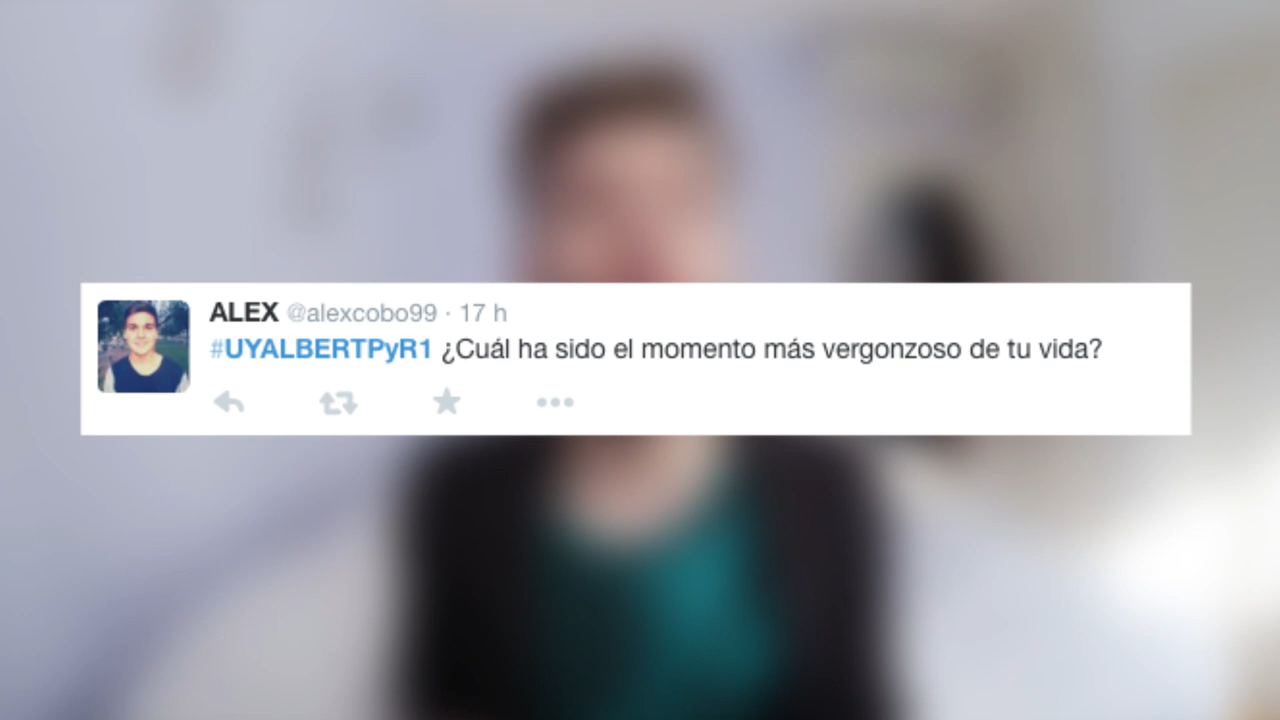 ALEX @alexcobo99 · 17 h
#UYALBERTPyR1 ¿Cuál ha sido el momento más vergonzoso de tu vida?